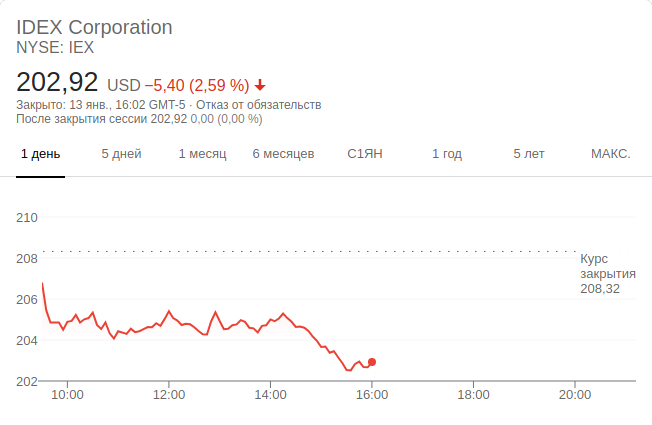 IDEX Corporation
NYSE: IEX
202,92 USD −5,40 (2,59 %)
Закрыто: 13 янв., 16:02 GMT-5 · Отказ от обязательств
После закрытия сессии 202,92 0,00 (0,00 %)
1 день 5 дней 1 месяц 6 месяцев С1ЯН 1 год 5 лет МАКС.
210
208
206
204
202
Курс
закрытия
208,32
10:00 12:00 14:00 16:00 18:00 20:00